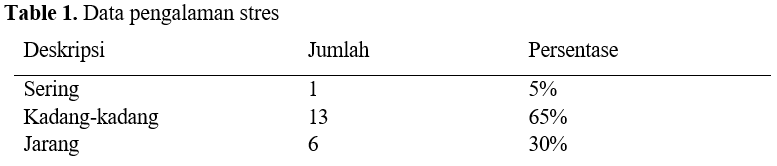 Table 1. Data pengalaman stres
Deskripsi Jumlah Persentase
Sering 1 5%
Kadang-kadang 13 65%
Jarang 6 30%